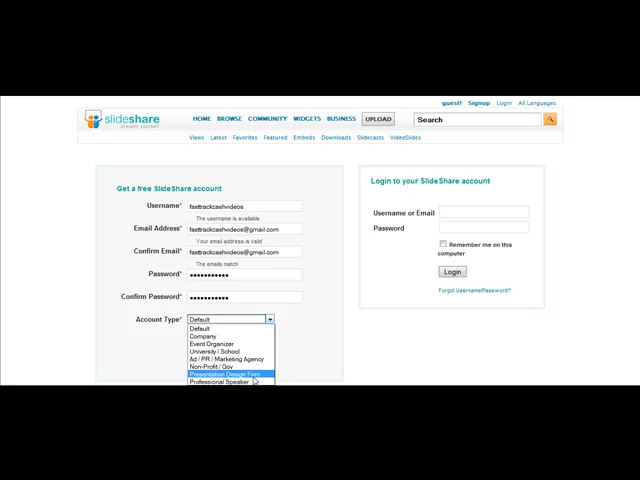 guest! Signup Login All Languages
slideshare
present yourself
HOME BROWSE COMMUNITY WIDGETS BUSINESS UPLOAD Search
Views Latest Favorites Featured Embeds Downloads Slidecasts VideoSlides
Get a free SlideShare account
Username* fasttrackcashvideos
The username is available
Email Address* fasttrackcashvideos@gmail.com
Your email address is valid
Confirm Email* fasttrackcashvideos@gmail.com
The emails match
Password*
Confirm Password*
Account Type* Default
Default
Company
Event Organizer
University / School
Ad / PR / Marketing Agency
Non-Profit / Gov
Presentation Design Firm
Professional Speaker
Login to your SlideShare account
Username or Email
Password
Remember me on this
computer
Login
Forgot Username/Password?